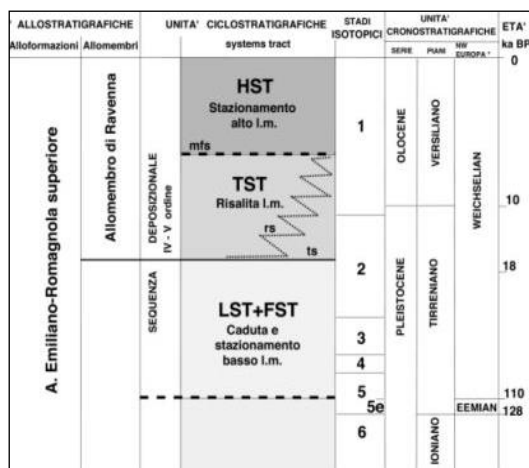 ' ALLOSTRATIGRAFICHE
Alloformazioni
Allomembri
UNITA' CICLOSTRATIGRAFICHE
systems tract
STADI
ISOTOPICI
UNITA'
CRONOSTRATIGRAFICHE
SERIE
PIANI
NW
EUROPA
ETA'
ka BP
A. Emiliano-Romagnola superiore
Allomembro di Ravenna
SEQUENZA DEPOSIZIONALE
IV - V ordine
HST
Stazionamento
alto l.m.
mfs
TST
Risalita l.m.
rs
ts
LST+FST
Caduta e
stazionamento
basso l.m.
1
2
3
4
5
5e
6
OLOCENE
PLEISTOCENE
VERSILIANO
TIRRENIANO
IONIANO
WEICHSELIAN
EEMIAN
0
10
18
110
128